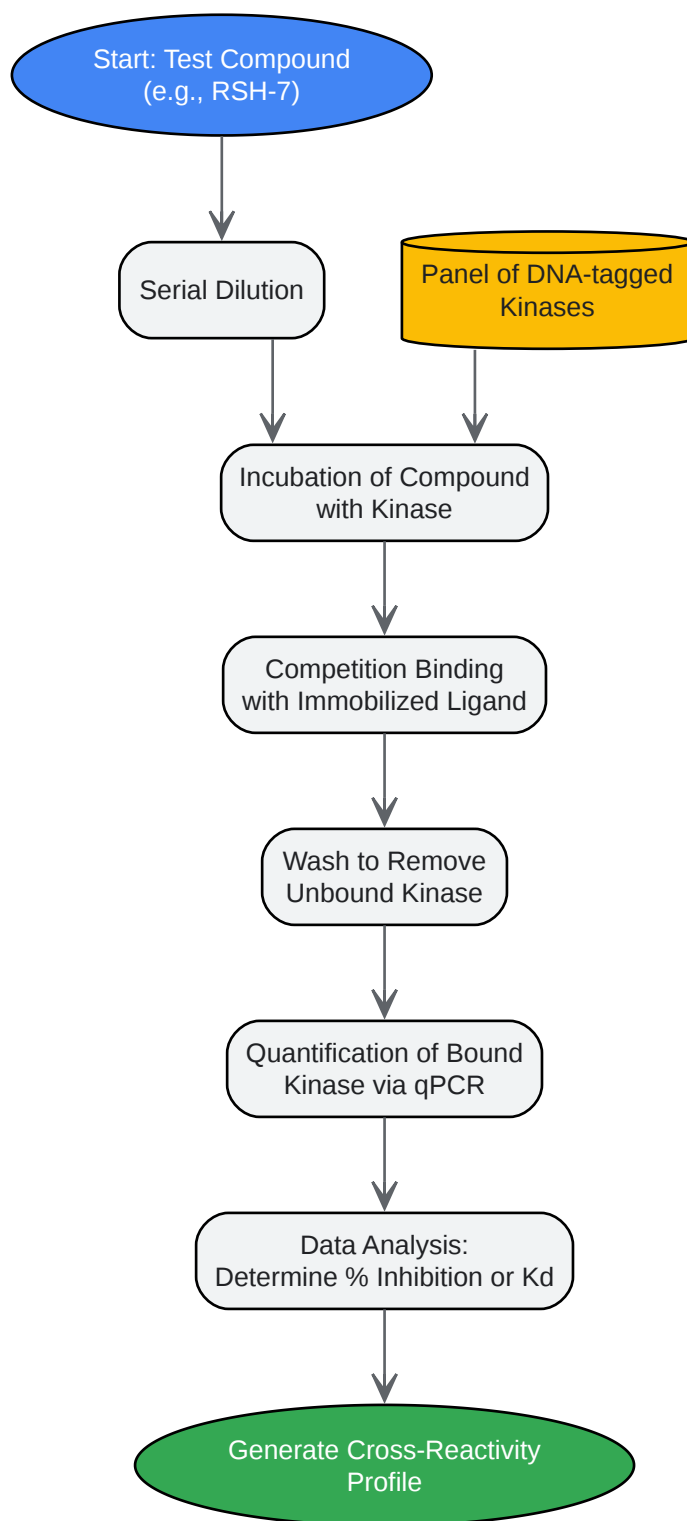 Start: Test Compound
(e.g., RSH-7)
Serial Dilution
Panel of DNA-tagged
Kinases
Incubation of Compound
with Kinase
Competition Binding
with Immobilized Ligand
Wash to Remove
Unbound Kinase
Quantification of Bound
Kinase via qPCR
Data Analysis:
Determine % Inhibition or Kd
Generate Cross-Reactivity
Profile